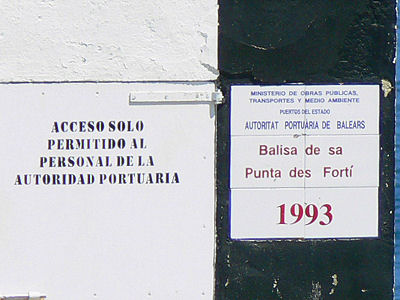 ACCESO SOLO
PERMITIDO AL
PERSONAL DE LA
AUTORIDAD PORTUARIA
MINISTERIO DE OBRAS PUBLICAS,
TRANSPORTES Y MEDIO AMBIENTE
PUERTOS DEL ESTADO
AUTORITAT PORTUARIA DE BALEARS
Balisa de sa
Punta des Fortí
1993